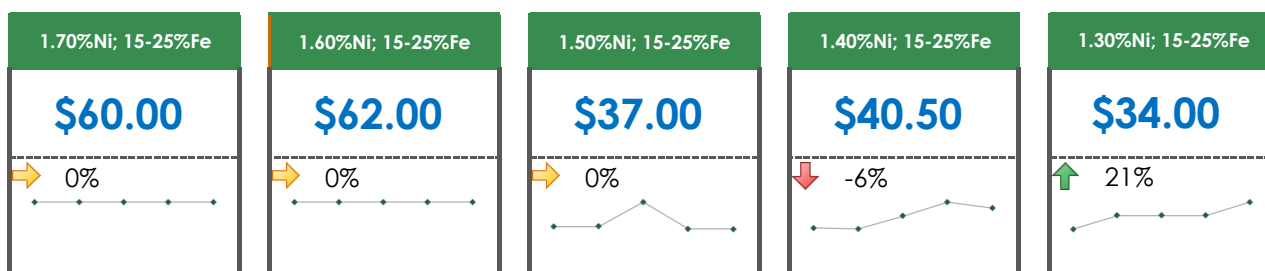 1.70%Ni; 15-25%Fe
$60.00
0%
1.60%Ni; 15-25%Fe
$62.00
0%
1.50%Ni; 15-25%Fe
$37.00
0%
1.40%Ni; 15-25%Fe
$40.50
-6%
1.30%Ni; 15-25%Fe
$34.00
21%